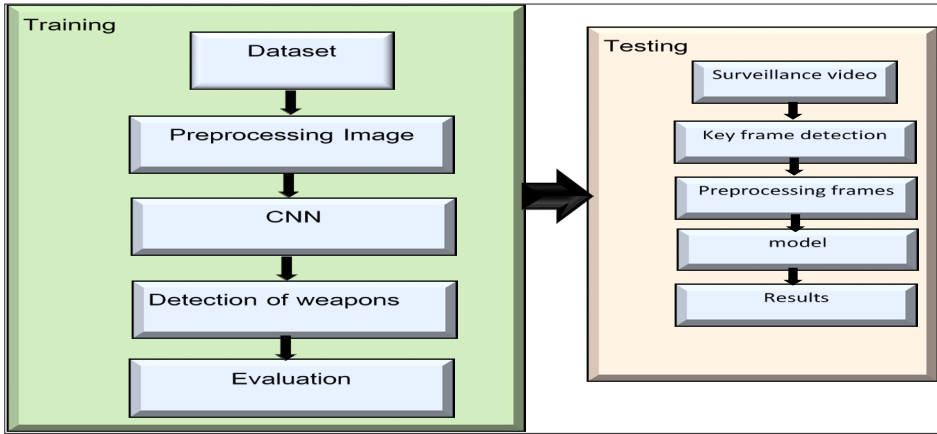 Training
Dataset
Preprocessing Image
CNN
Detection of weapons
Evaluation
Testing
Surveillance video
Key frame detection
Preprocessing frames
model
Results